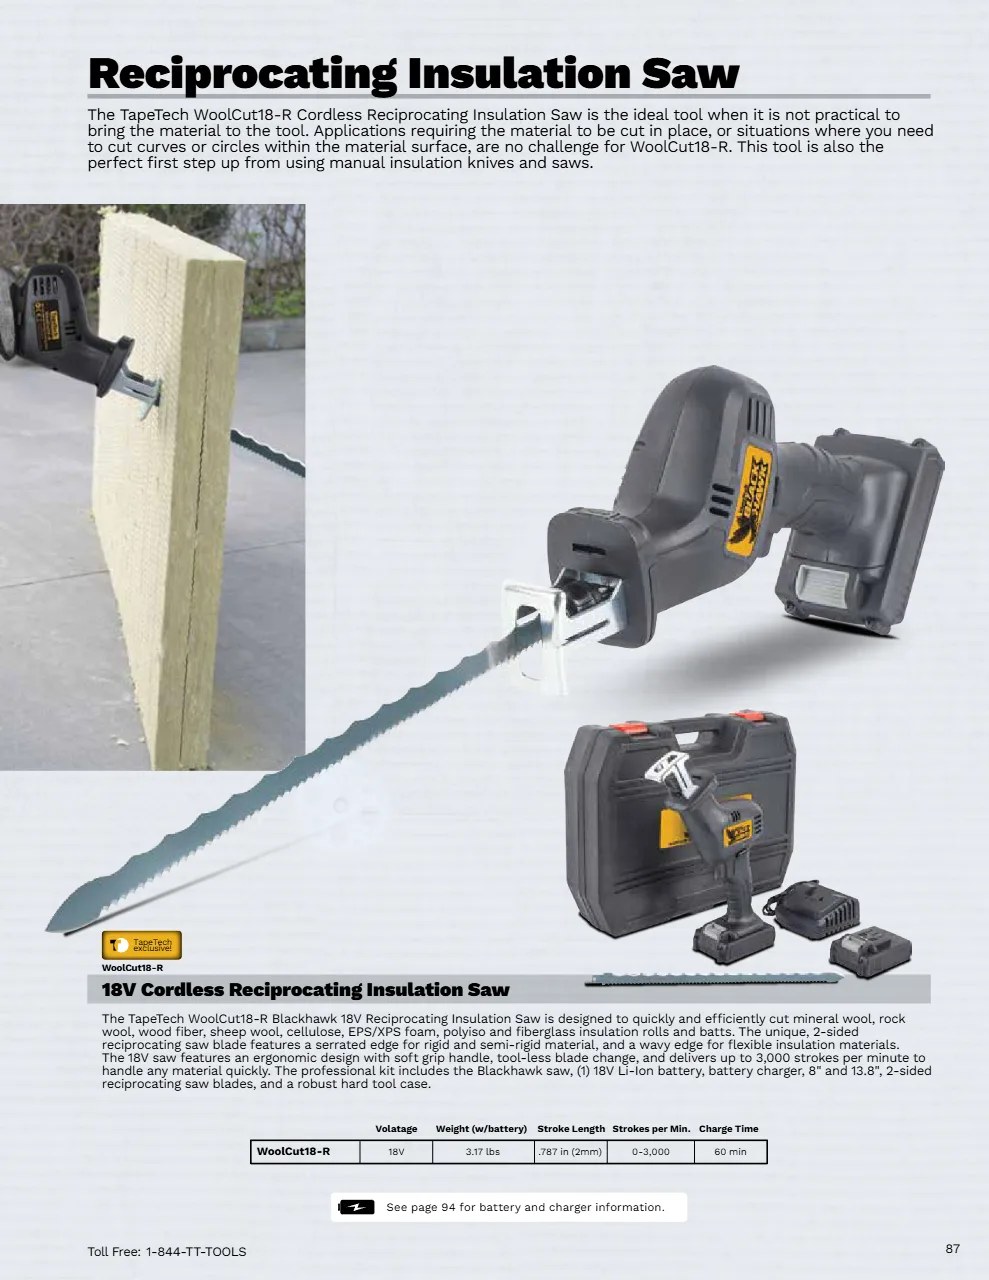 Reciprocating Insulation Saw
The TapeTech WoolCut18-R Cordless Reciprocating Insulation Saw is the ideal tool when it is not practical to
bring the material to the tool. Applications requiring the material to be cut in place, or situations where you need
to cut curves or circles within the material surface, are no challenge for WoolCut18-R. This tool is also the
perfect first step up from using manual insulation knives and saws.
BLACK
HAWK
TapeTech
exclusive!
WoolCut18-R
18V Cordless Reciprocating Insulation Saw
The TapeTech WoolCut18-R Blackhawk 18V Reciprocating Insulation Saw is designed to quickly and efficiently cut mineral wool, rock
wool, wood fiber, sheep wool, cellulose, EPS/XPS foam, polyiso and fiberglass insulation rolls and batts. The unique, 2-sided
reciprocating saw blade features a serrated edge for rigid and semi-rigid material, and a wavy edge for flexible insulation materials.
The 18V saw features an ergonomic design with soft grip handle, tool-less blade change, and delivers up to 3,000 strokes per minute to
handle any material quickly. The professional kit includes the Blackhawk saw, (1) 18V Li-Ion battery, battery charger, 8" and 13.8", 2-sided
reciprocating saw blades, and a robust hard tool case.
Volatage Weight (w/battery) Stroke Length Strokes per Min. Charge Time
WoolCut18-R 18V 3.17 lbs .787 in (2mm) 0-3,000 60 min
See page 94 for battery and charger information.
Toll Free: 1-844-TT-TOOLS
87